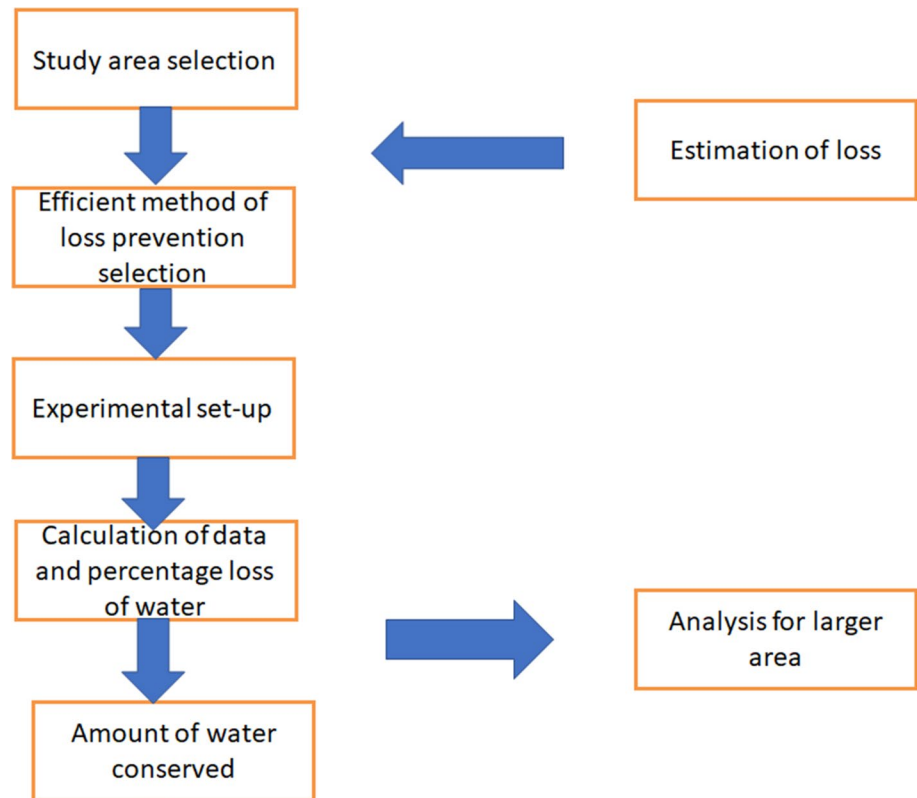 Study area selection
Estimation of loss
Efficient method of
loss prevention
selection
Experimental set-up
Calculation of data
and percentage loss
of water
Analysis for larger
area
Amount of water
conserved